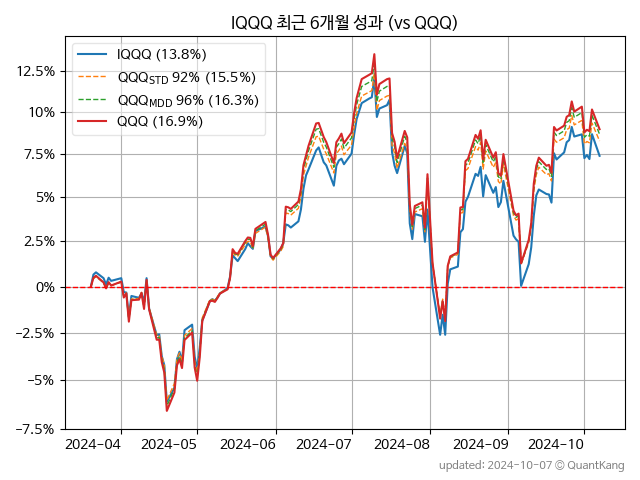 IQQQ 최근 6개월 성과 (vs QQQ)
IQQQ (13.8%)
QQQSTD 92% (15.5%)
QQQMDD 96% (16.3%)
QQQ (16.9%)
12.5%
10%
7.5%
5%
2.5%
0%
−2.5%
−5%
−7.5%
2024-04 2024-05 2024-06 2024-07 2024-08 2024-09 2024-10
updated: 2024-10-07 © QuantKang